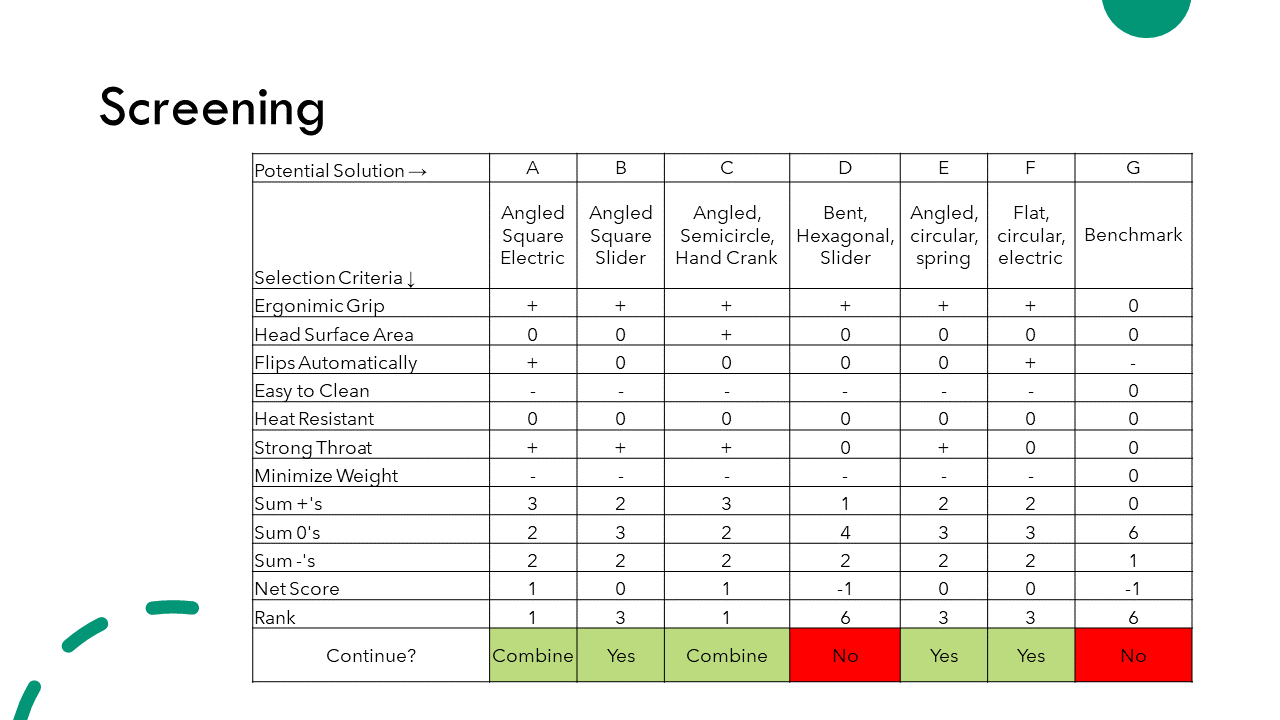 Screening
Potential Solution → A B C D E F G
Selection Criteria ↓
Angled Square Electric
Angled Square Slider
Angled, Semicircle, Hand Crank
Bent, Hexagonal, Slider
Angled, circular, spring
Flat, circular, electric
Benchmark
Ergonimic Grip + + + + + + 0
Head Surface Area 0 0 + 0 0 0 0
Flips Automatically + 0 0 0 0 + -
Easy to Clean - - - - - - 0
Heat Resistant 0 0 0 0 0 0 0
Strong Throat + + + 0 + 0 0
Minimize Weight - - - - - - 0
Sum +'s 3 2 3 1 2 2 0
Sum 0's 2 3 2 4 3 3 6
Sum -'s 2 2 2 2 2 2 1
Net Score 1 0 1 -1 0 0 -1
Rank 1 3 1 6 3 3 6
Continue? Combine Yes Combine No Yes Yes No